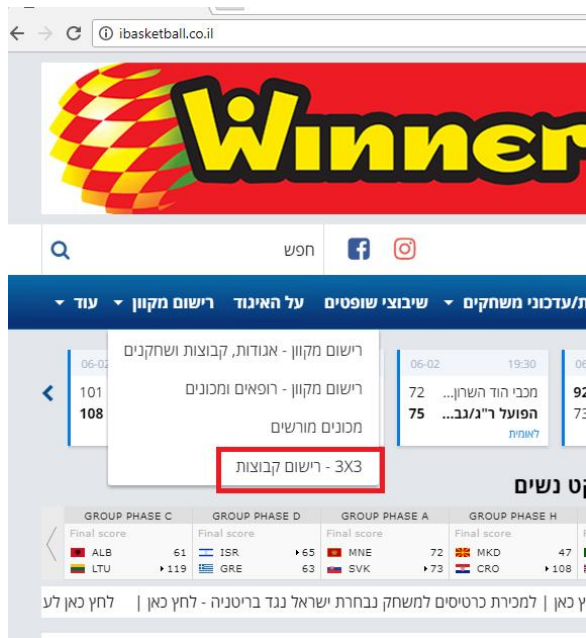 ibasketball.co.il
Winner
חפש
ת/עדכוני משחקים
שיבוצי שופטים
על האיגוד
רישום מקוון
עוד
רישום מקוון - אגודות, קבוצות ושחקנים
רישום מקוון - רופאים ומכונים
מכונים מורשים
3X3 - רישום קבוצות
06-02 19:30
מכבי הוד השרון... 72
הפועל ר"ג/גב... 75
לאומית
06-02
101
108
92
73
קט נשים
GROUP PHASE C
Final score
ALB 61
LTU 119
GROUP PHASE D
Final score
ISR 65
GRE 63
GROUP PHASE A
Final score
MNE 72
SVK 73
GROUP PHASE H
Final score
MKD 47
CRO 108
ץ כאן | למכירת כרטיסים למשחק נבחרת ישראל נגד בריטניה - לחץ כאן | לחץ כאן לע